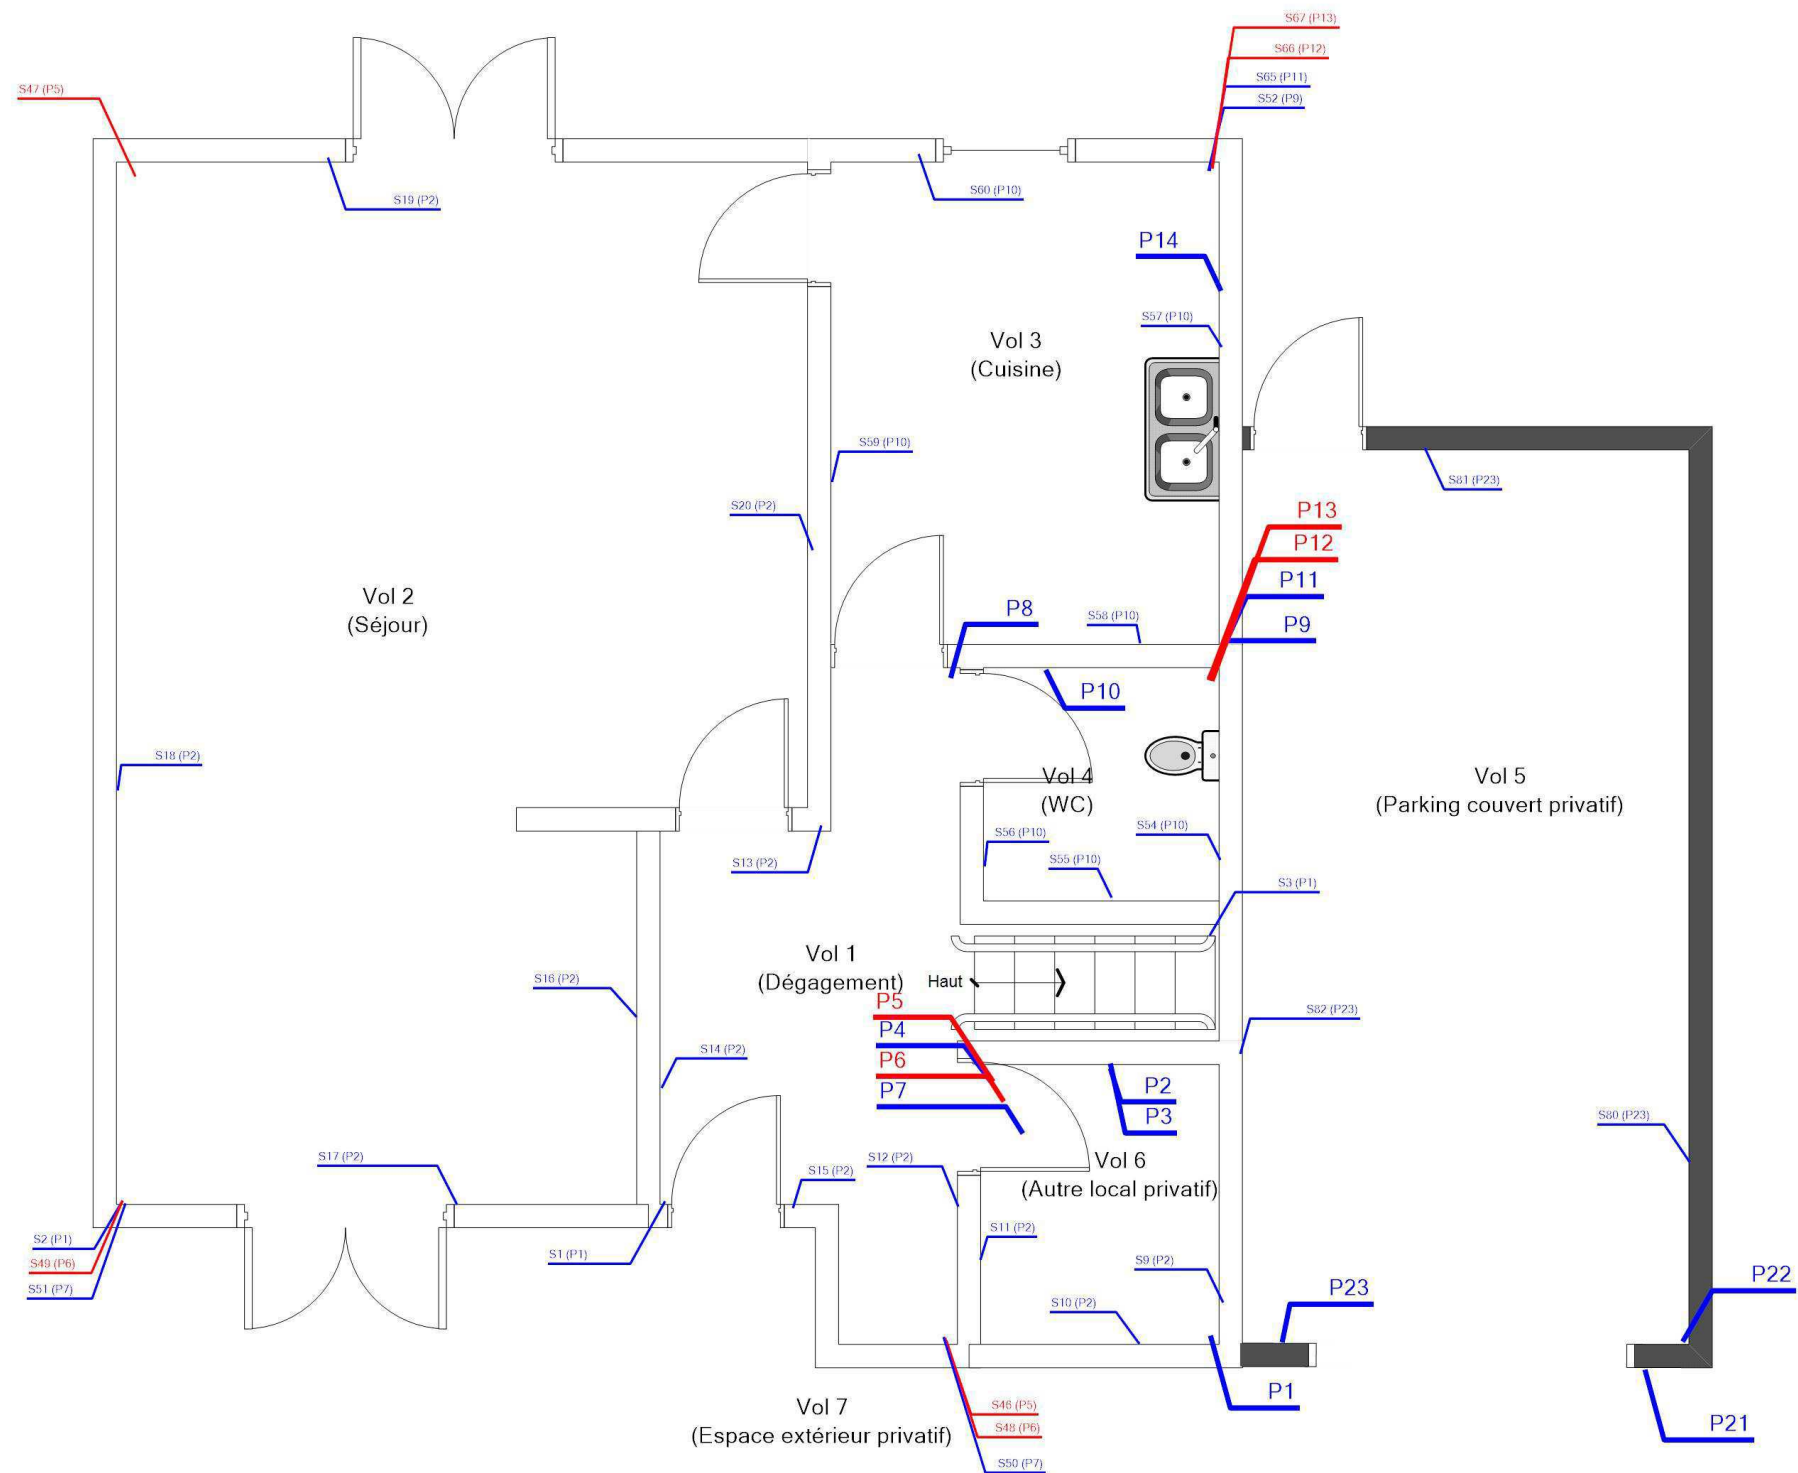 S67 (P13)
S66 (P12)
S65 (P11)
S52 (P9)
S47 (P5)
S19 (P2)
S60 (P10)
P14
S57 (P10)
Vol 3
(Cuisine)
S59 (P10)
S81 (P23)
S20 (P2)
P13
P12
P11
P9
Vol 2
(Séjour)
P8
S58 (P10)
P10
S18 (P2)
Vol 4
(WC)
Vol 5
(Parking couvert privatif)
S56 (P10)
S54 (P10)
S13 (P2)
S55 (P10)
S3 (P1)
Vol 1
(Dégagement)
Haut
S16 (P2)
P5
P4
P6
P7
S82 (P23)
S14 (P2)
P2
P3
S80 (P23)
S17 (P2)
S15 (P2)
S12 (P2)
Vol 6
(Autre local privatif)
S2 (P1)
S49 (P6)
S51 (P7)
S1 (P1)
S11 (P2)
S9 (P2)
S10 (P2)
P23
P22
P1
P21
Vol 7
(Espace extérieur privatif)
S46 (P5)
S48 (P6)
S50 (P7)